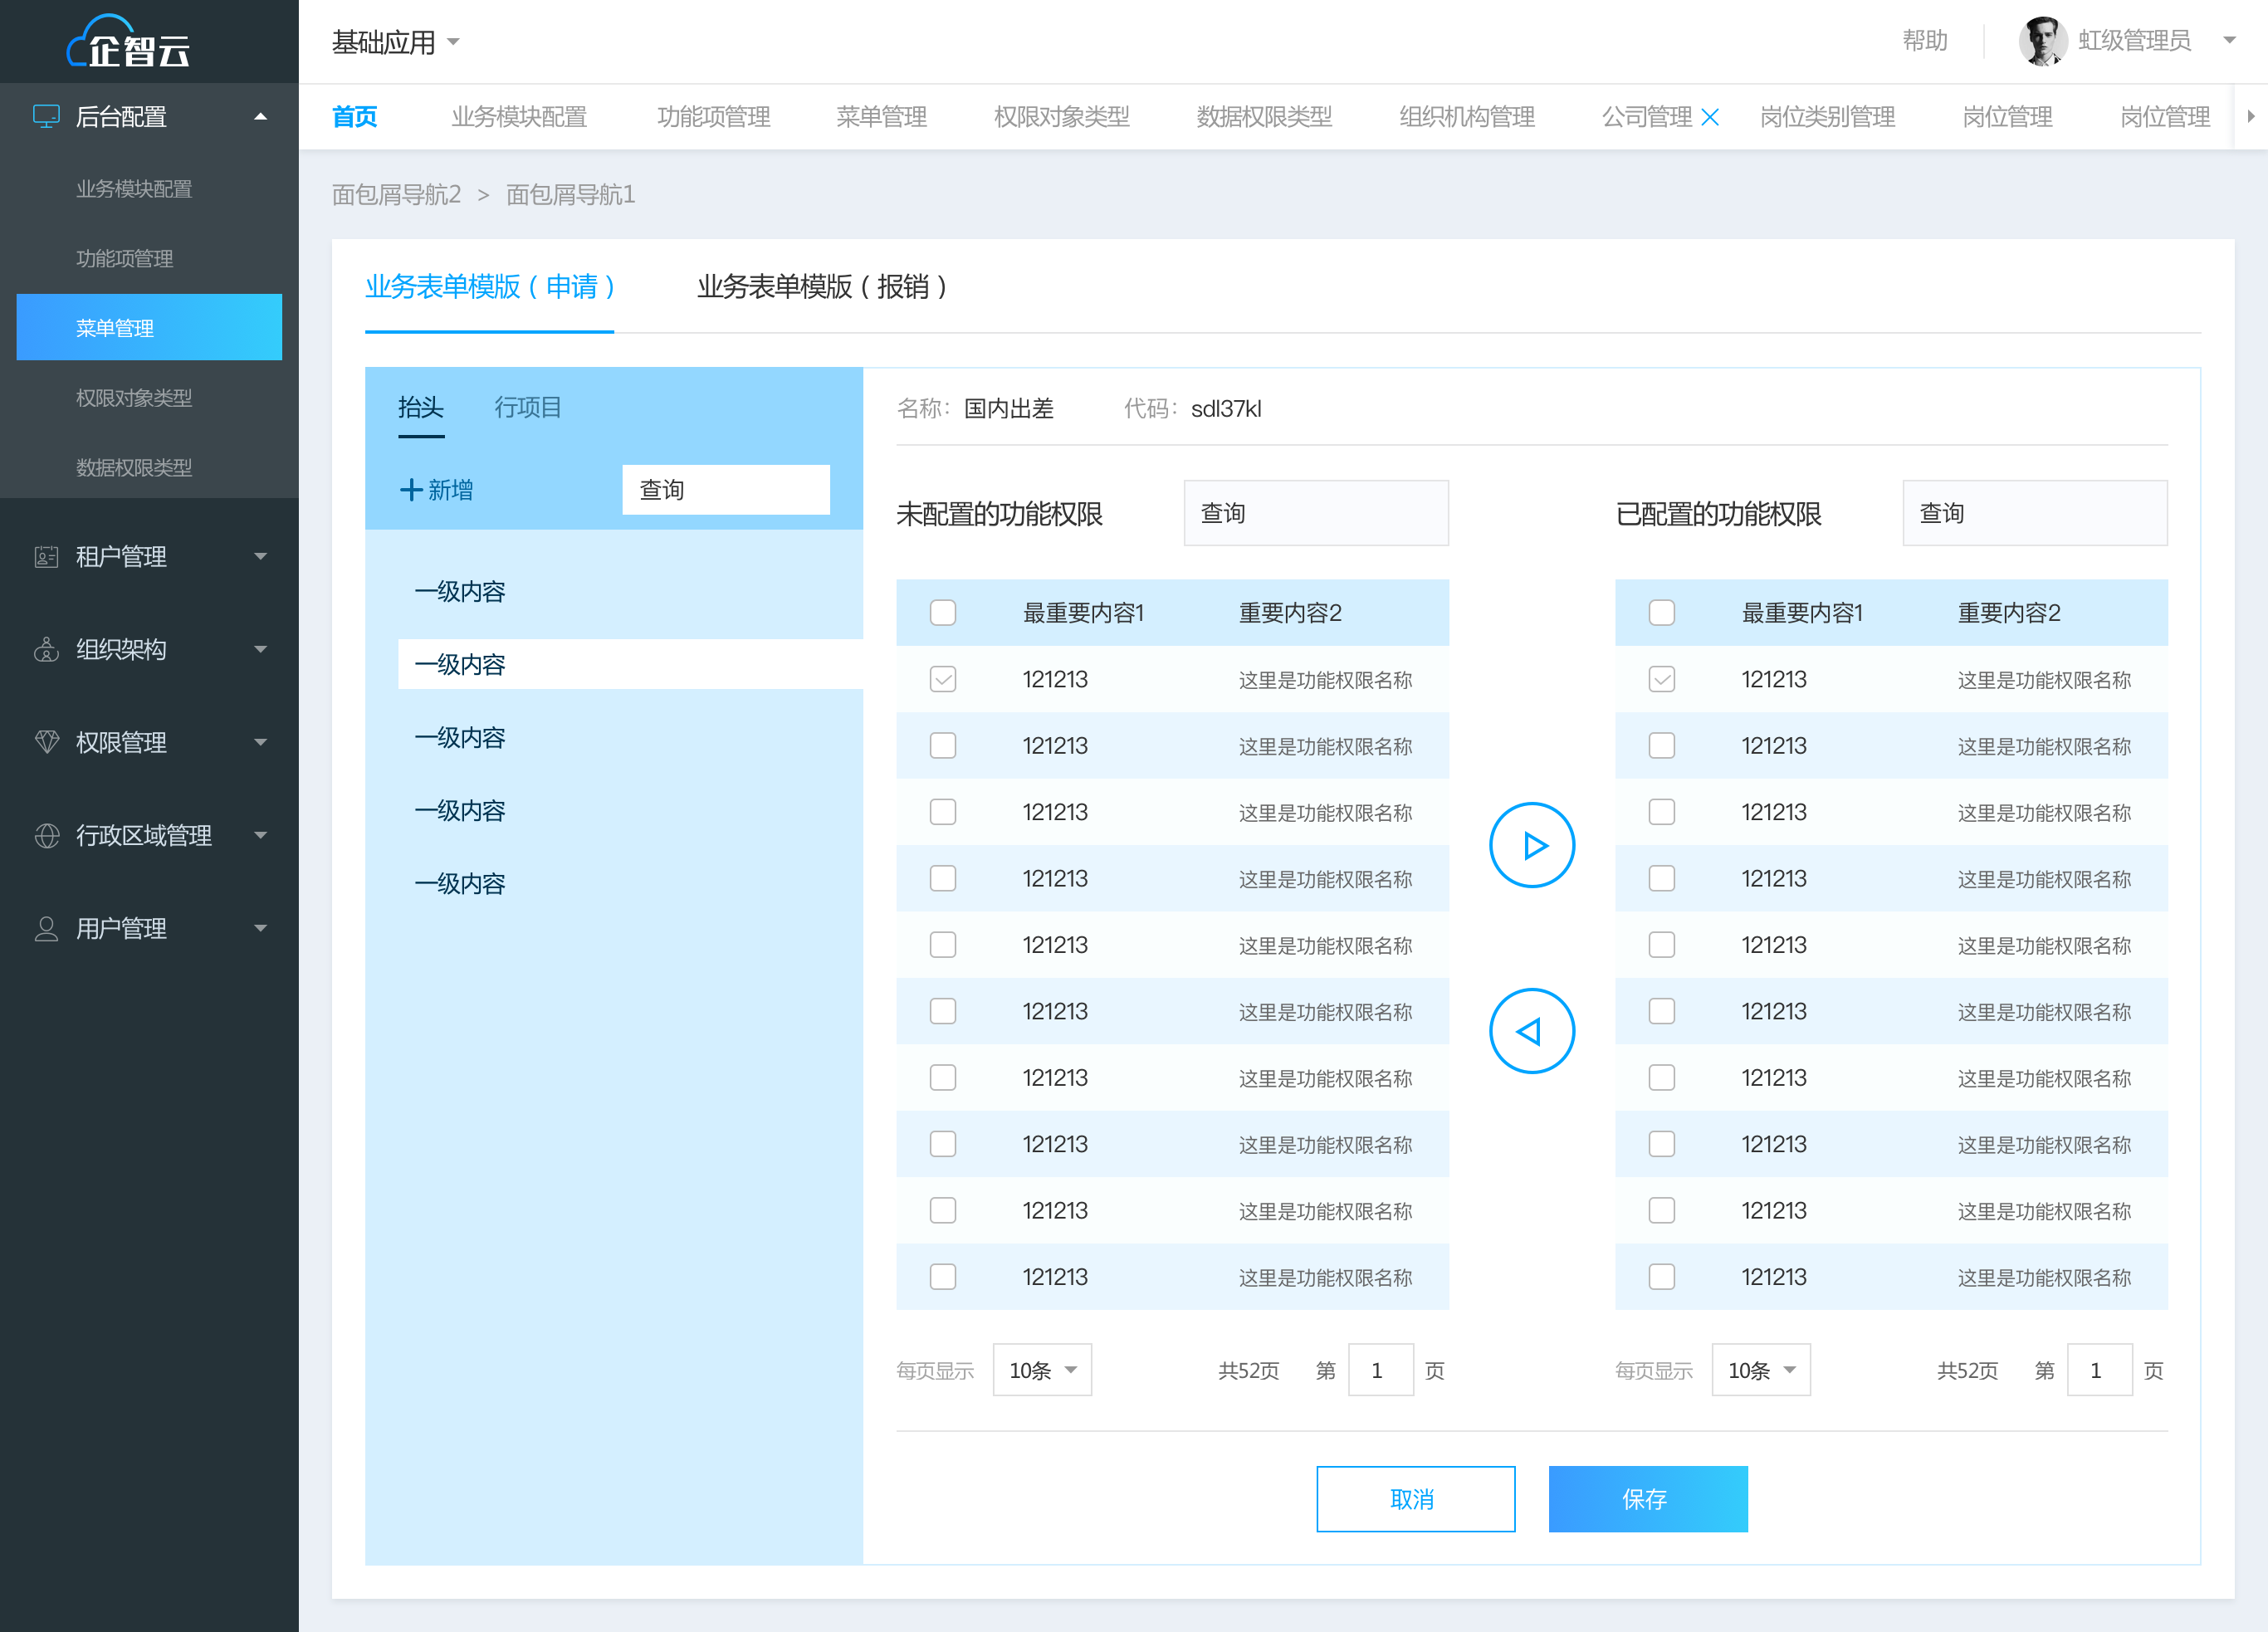 企智云
基础应用
帮助
虹级管理员
后台配置
业务模块配置
功能项管理
菜单管理
权限对象类型
数据权限类型
租户管理
组织架构
权限管理
行政区域管理
用户管理
首页 业务模块配置 功能项管理 菜单管理 权限对象类型 数据权限类型 组织机构管理 公司管理 岗位类别管理 岗位管理 岗位管理
面包屑导航2 > 面包屑导航1
业务表单模版（申请） 业务表单模版（报销）
抬头 行项目
新增 查询
一级内容
一级内容
一级内容
一级内容
一级内容
名称: 国内出差 代码: sdl37kl
未配置的功能权限 查询
最重要内容1 重要内容2
121213 这里是功能权限名称
121213 这里是功能权限名称
121213 这里是功能权限名称
121213 这里是功能权限名称
121213 这里是功能权限名称
121213 这里是功能权限名称
121213 这里是功能权限名称
121213 这里是功能权限名称
121213 这里是功能权限名称
121213 这里是功能权限名称
每页显示 10条 共52页 第 1 页
已配置的功能权限 查询
最重要内容1 重要内容2
121213 这里是功能权限名称
121213 这里是功能权限名称
121213 这里是功能权限名称
121213 这里是功能权限名称
121213 这里是功能权限名称
121213 这里是功能权限名称
121213 这里是功能权限名称
121213 这里是功能权限名称
121213 这里是功能权限名称
121213 这里是功能权限名称
每页显示 10条 共52页 第 1 页
取消 保存